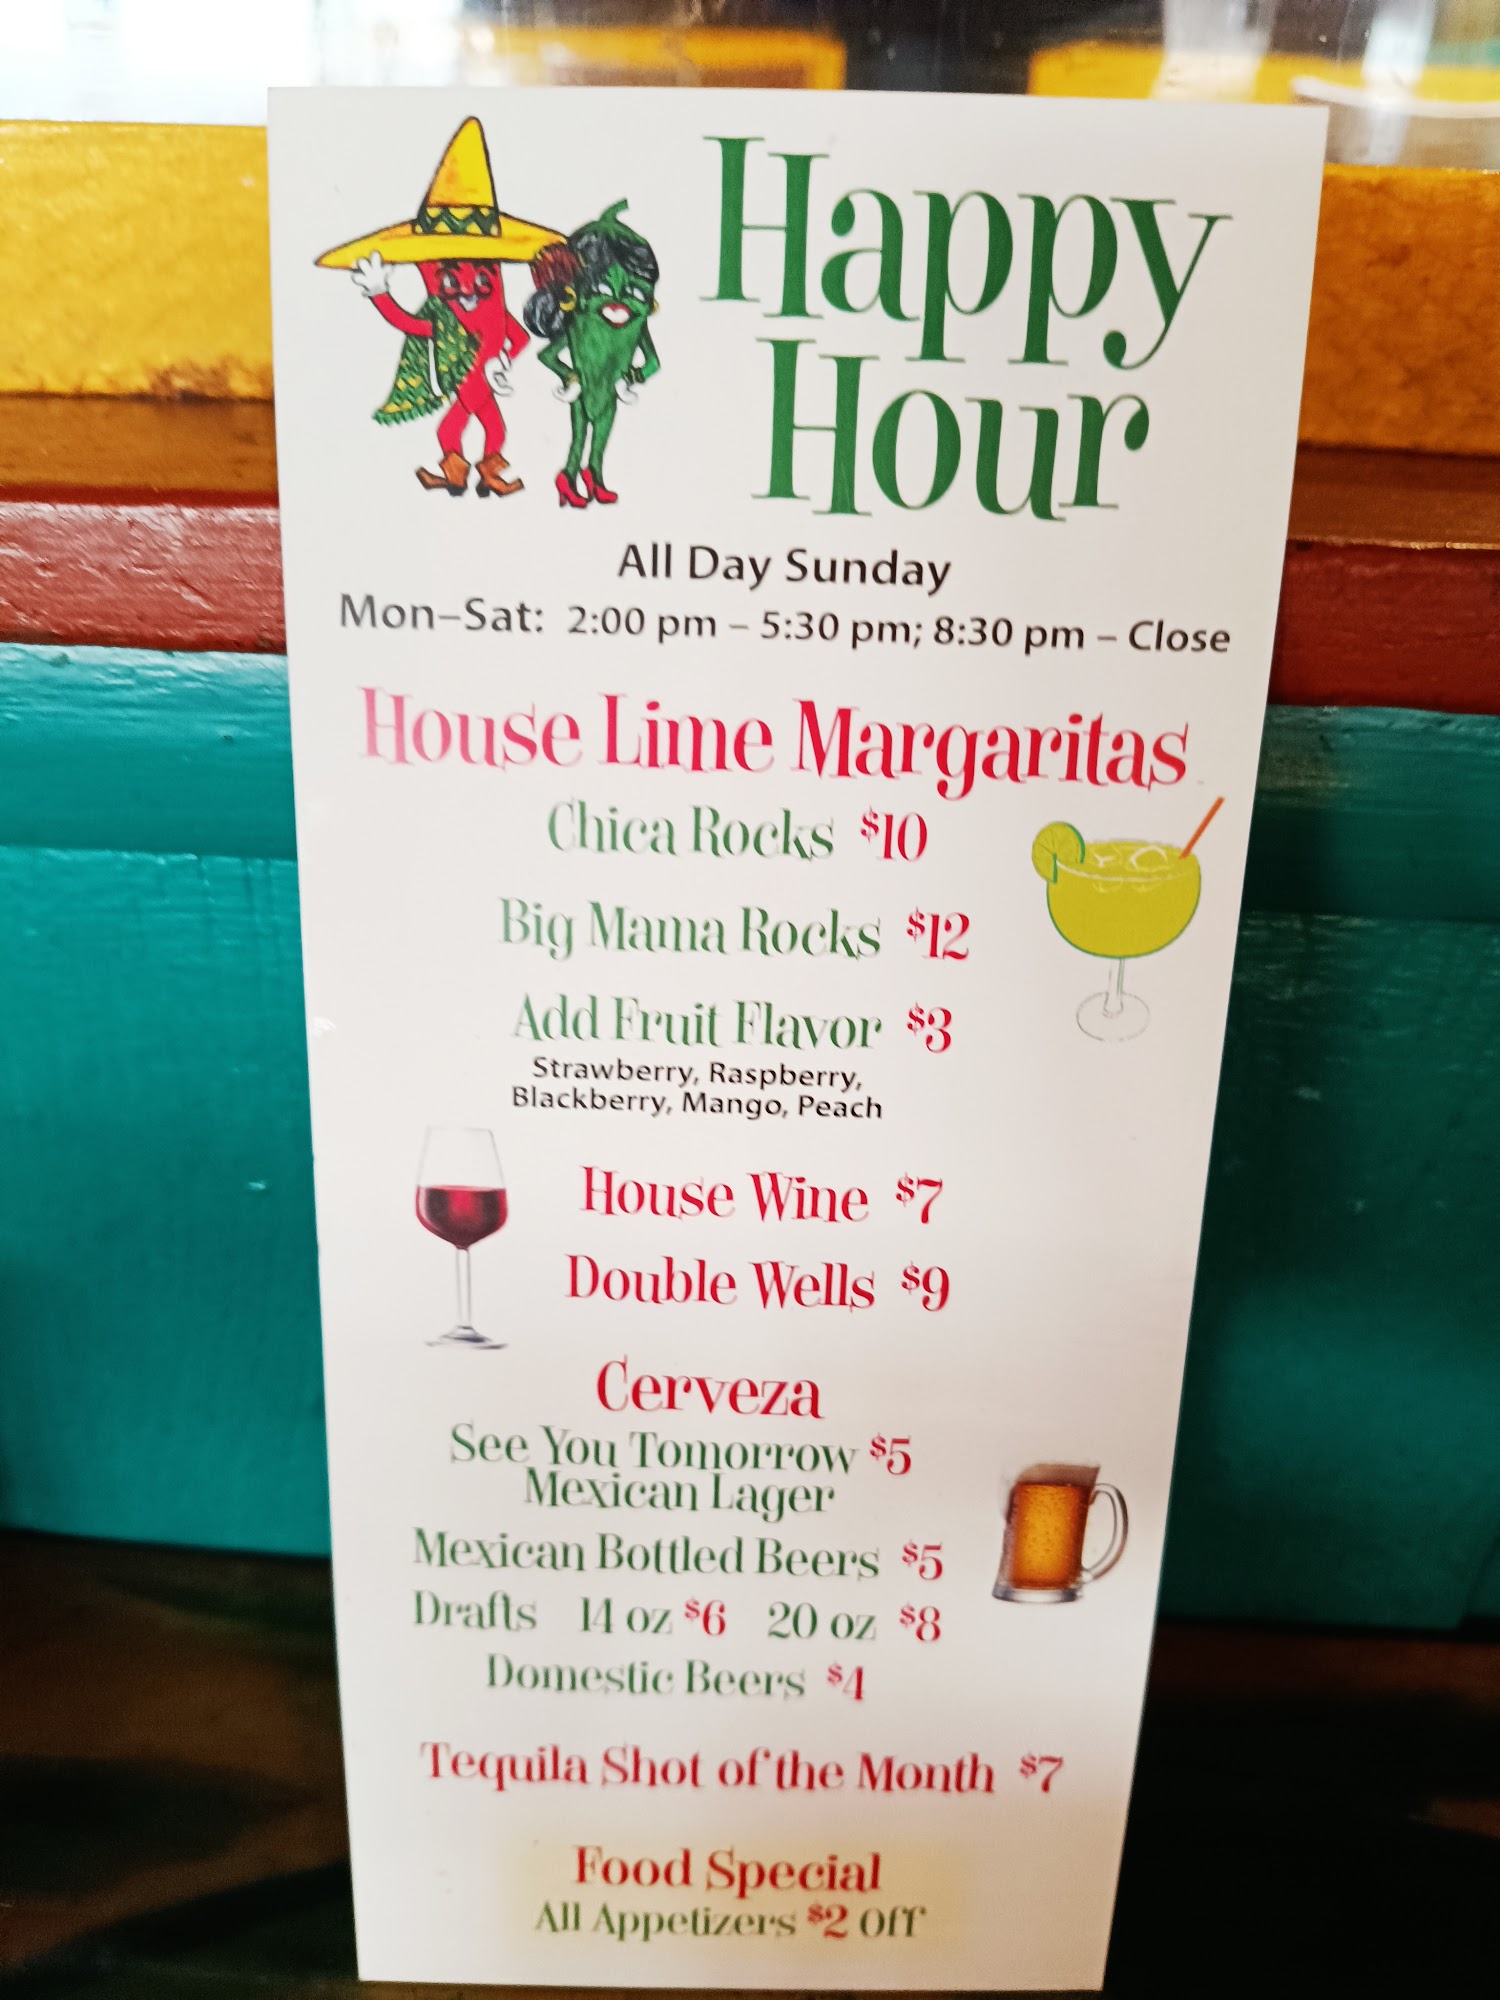 Happy
Hour
All Day Sunday
Mon–Sat: 2:00 pm – 5:30 pm; 8:30 pm – Close
House Lime Margaritas
Chica Rocks $10
Big Mama Rocks $12
Add Fruit Flavor $3
Strawberry, Raspberry,
Blackberry, Mango, Peach
House Wine $7
Double Wells $9
Cerveza
See You Tomorrow $5
Mexican Lager
Mexican Bottled Beers $5
Drafts 14 oz $6 20 oz $8
Domestic Beers $4
Tequila Shot of the Month $7
Food Special
All Appetizers $2 Off